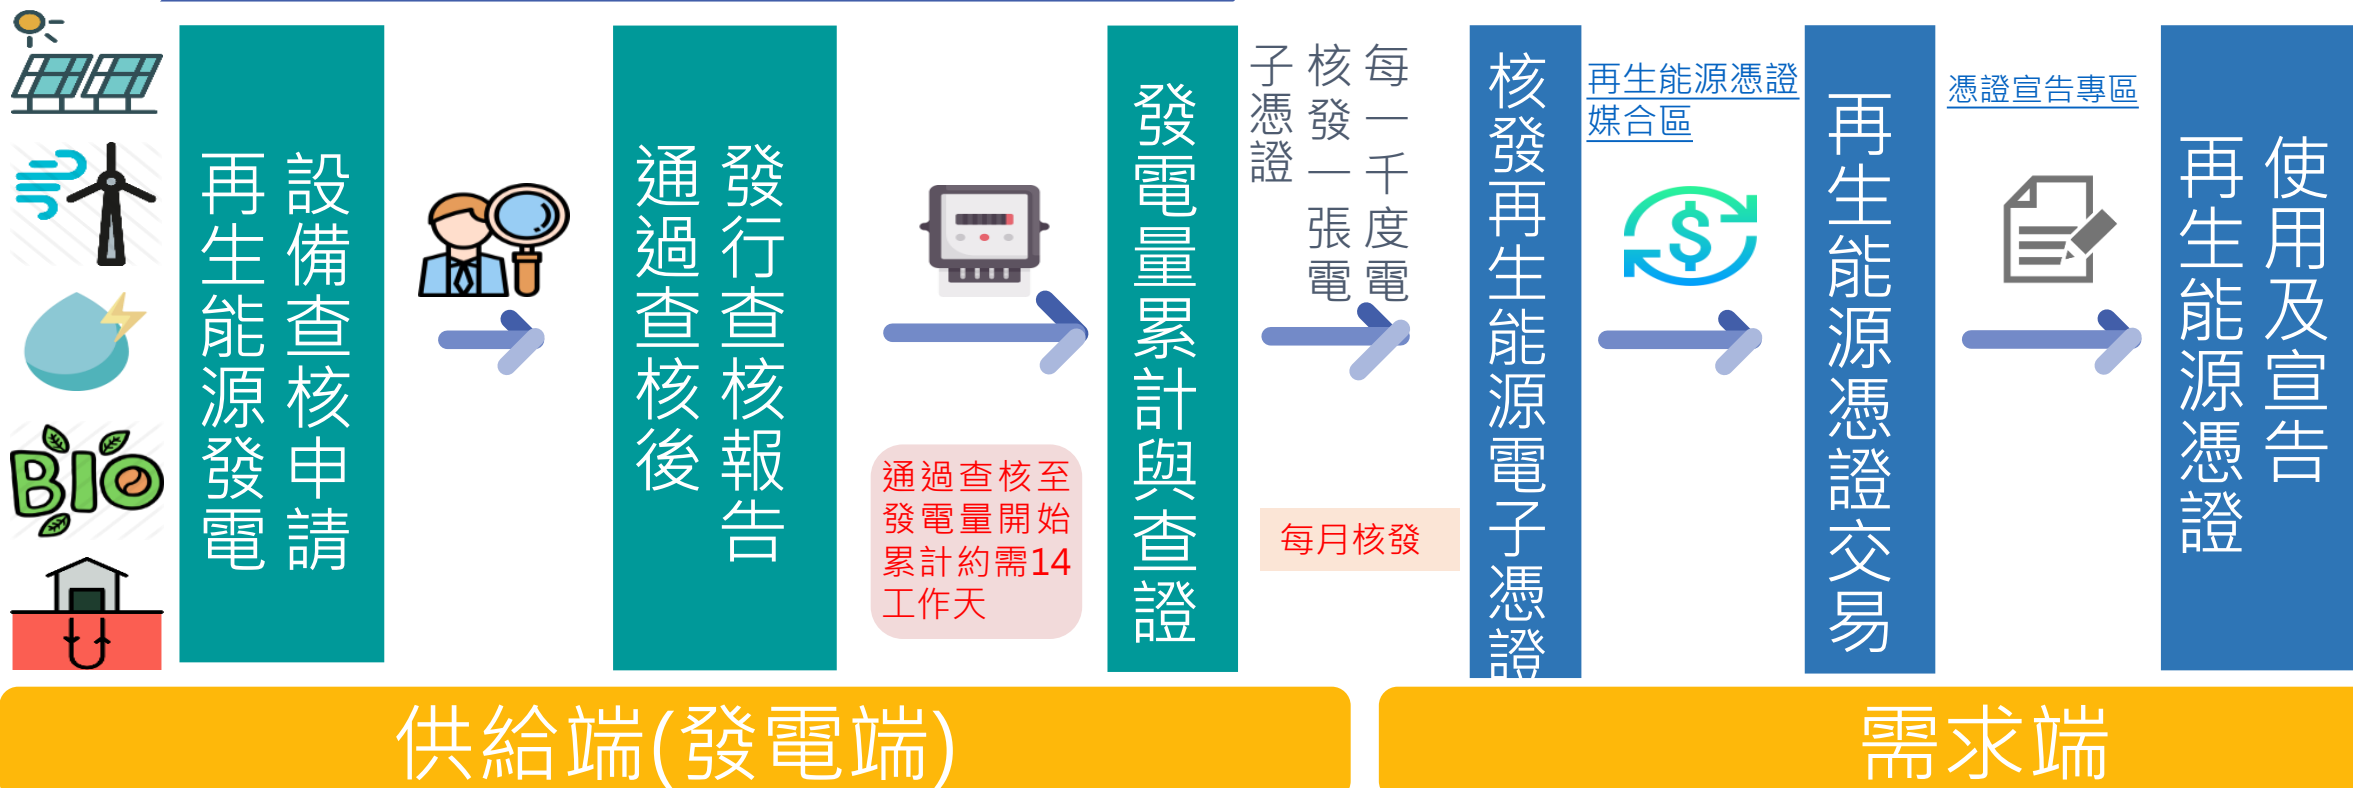 再生能源發電
設備查核申請
通過查核後
發行查核報告
通過查核至
發電量開始
累計約需14
工作天
發電量累計與查證
每一千度電
核發一張電
子憑證
每月核發
核發再生能源電子憑證
再生能源憑證
媒合區
再生能源憑證交易
憑證宣告專區
再生能源憑證
使用及宣告
BIO
供給端(發電端)
需求端